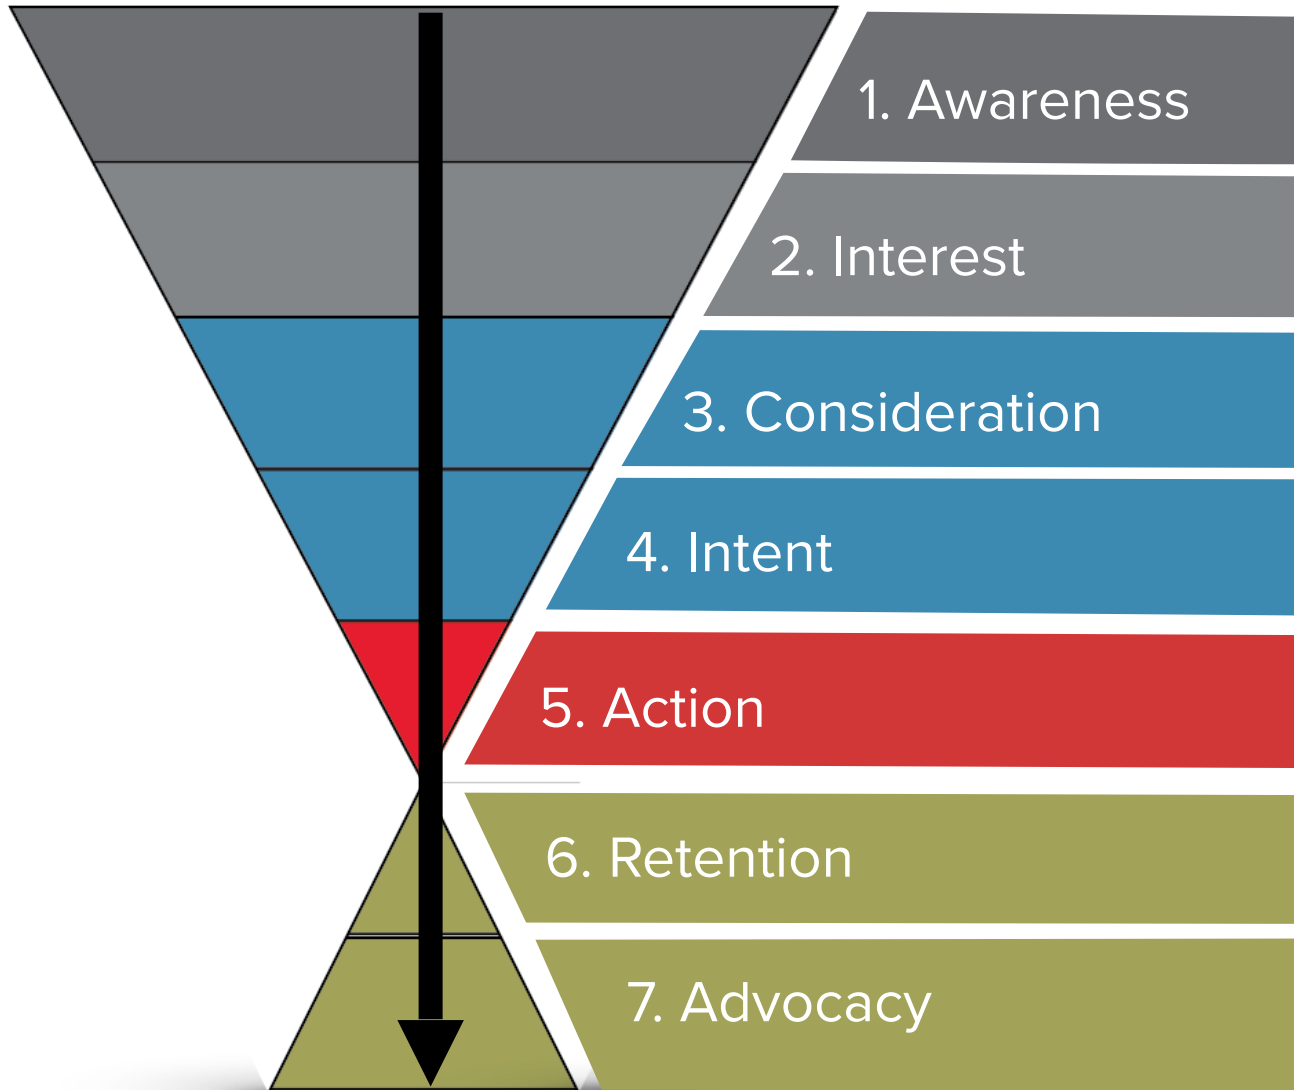 1. Awareness
2. Interest
3. Consideration
4. Intent
5. Action
6. Retention
7. Advocacy